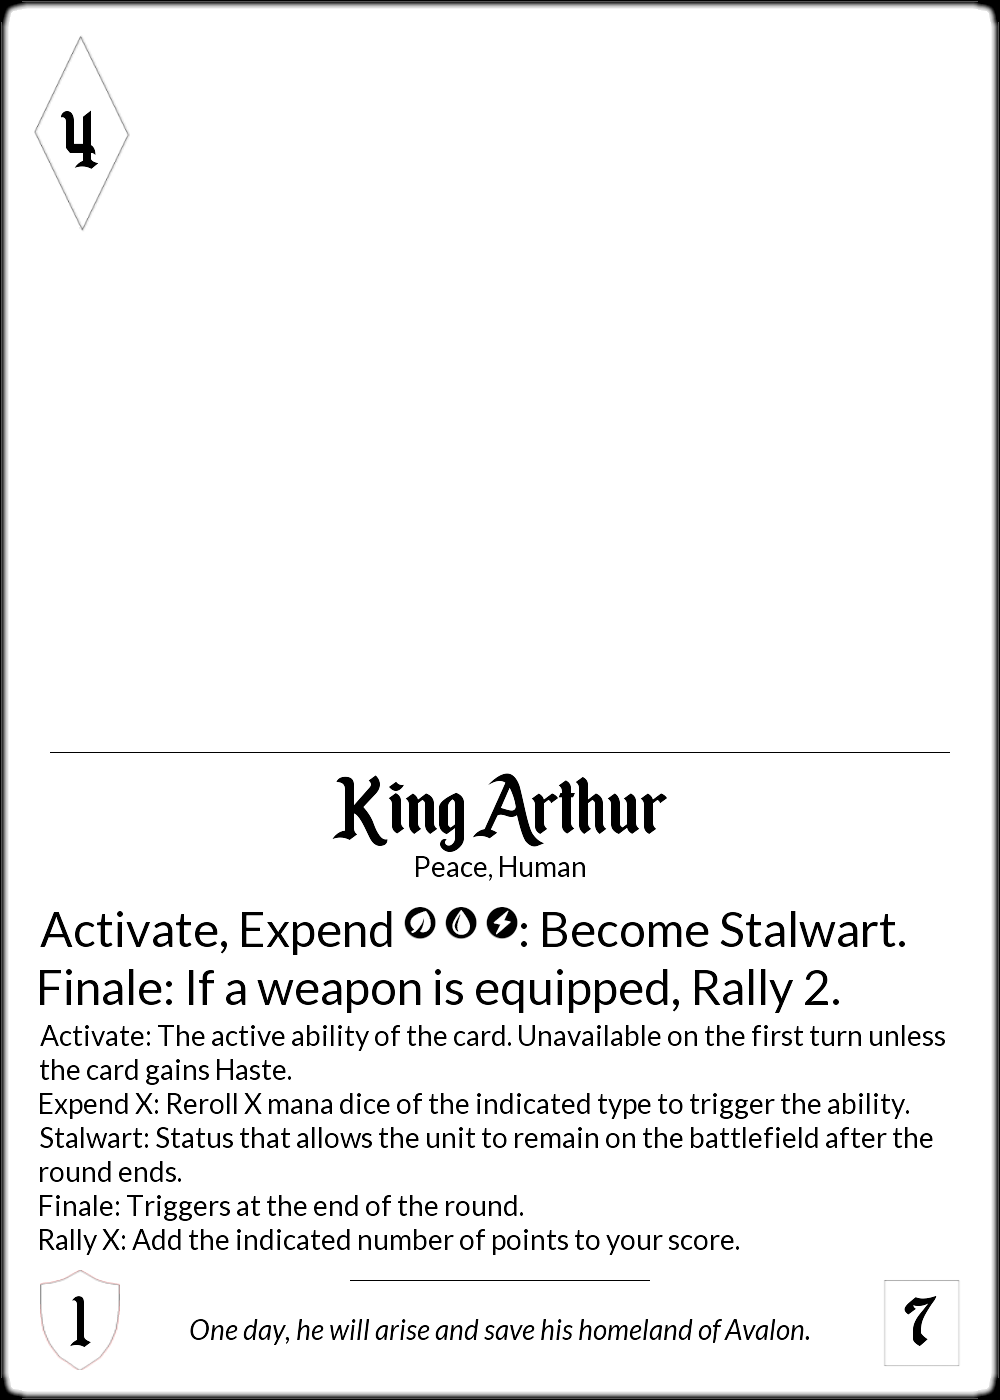 4
King Arthur
Peace, Human
Activate, Expend : Become Stalwart.
Finale: If a weapon is equipped, Rally 2.
Activate: The active ability of the card. Unavailable on the first turn unless
the card gains Haste.
Expend X: Reroll X mana dice of the indicated type to trigger the ability.
Stalwart: Status that allows the unit to remain on the battlefield after the
round ends.
Finale: Triggers at the end of the round.
Rally X: Add the indicated number of points to your score.
1
One day, he will arise and save his homeland of Avalon.
7